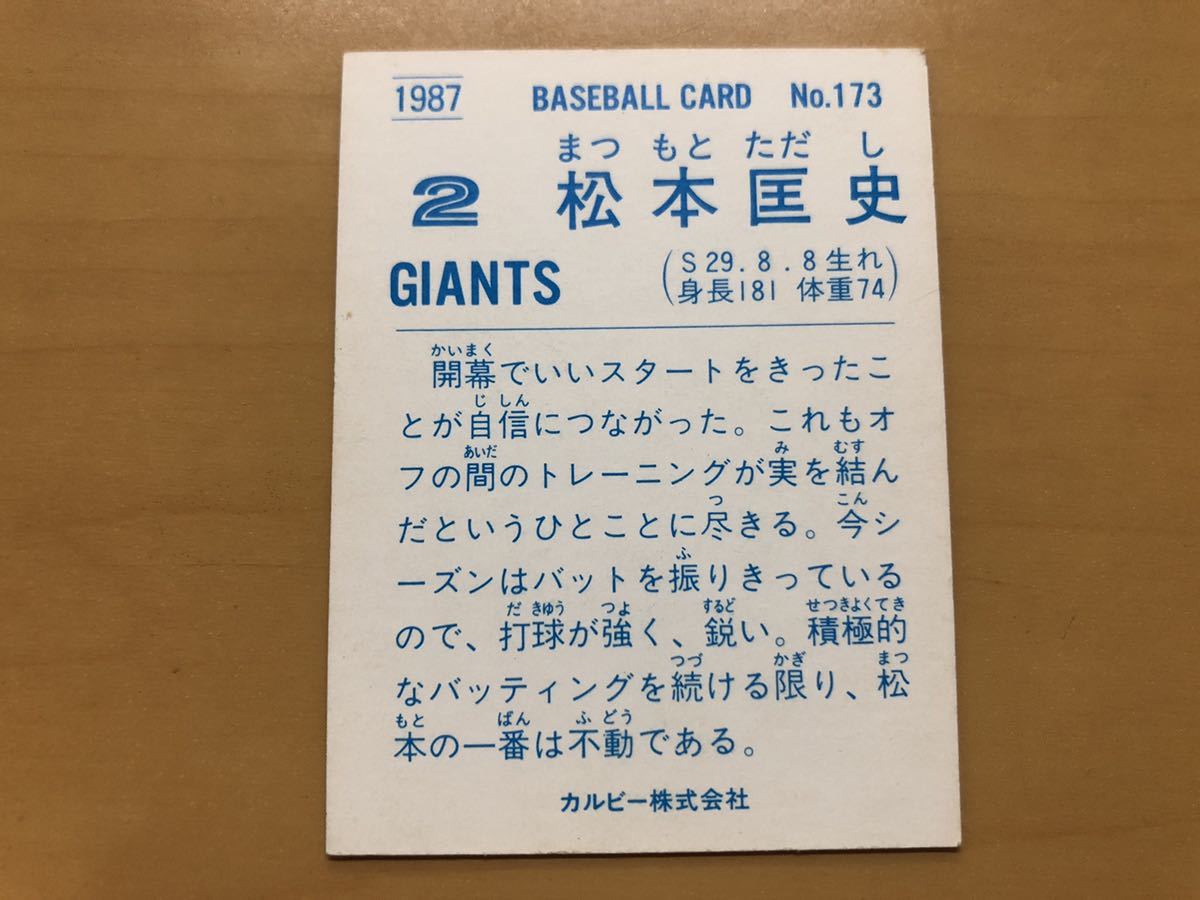 1987 BASEBALL CARD No.173
まつ もと ただ し
2 松本匡史
GIANTS
(S29.8.8生れ
身長181 体重74)
かいまく
開幕でいいスタートをきったこ
じ しん
とが自信につながった。これもオ
あいだ み むす
フの間のトレーニングが実を結ん
つ こん
だというひとことに尽きる。今シ
ふ
ーズンはバットを振りきっている
だ きゆう つよ するど せつきよくてき
ので、打球が強く、鋭い。積極的
つづ かぎ まつ
なバッティングを続ける限り、松
もと ばん ふ どう
本の一番は不動である。
カルビー株式会社